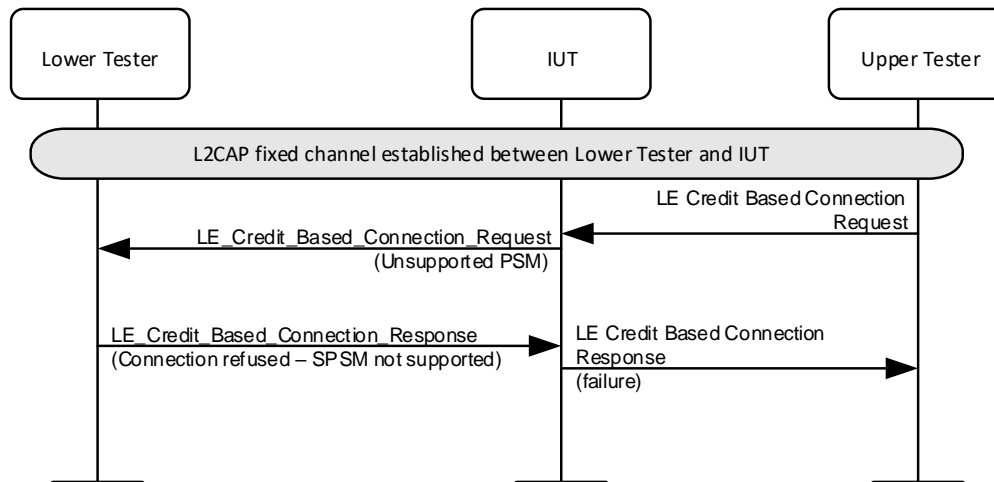 Lower Tester
IUT
Upper Tester
L2CAP fixed channel established between Lower Tester and IUT
LE Credit Based Connection
Request
LE_Credit_Based_Connection_Request
(Unsupported PSM)
LE_Credit_Based_Connection_Response
(Connection refused – SPSM not supported)
LE Credit Based Connection
Response
(failure)